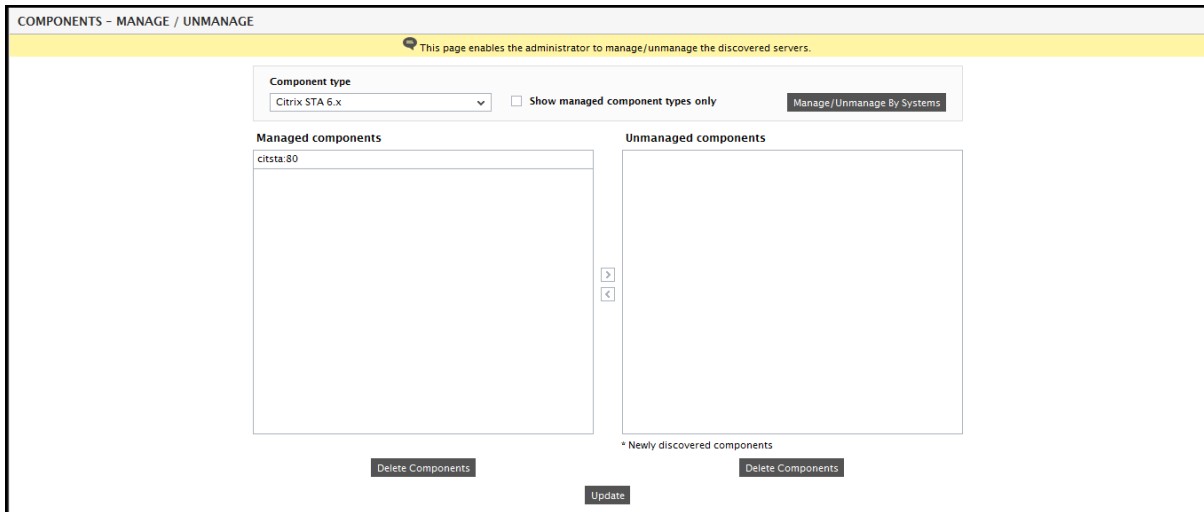 COMPONENTS - MANAGE / UNMANAGE
This page enables the administrator to manage/unmanage the discovered servers.
Component type
Citrix STA 6.x
Show managed component types only
Manage/Unmanage By Systems
Managed components
Unmanaged components
citsta:80
* Newly discovered components
Delete Components
Delete Components
Update